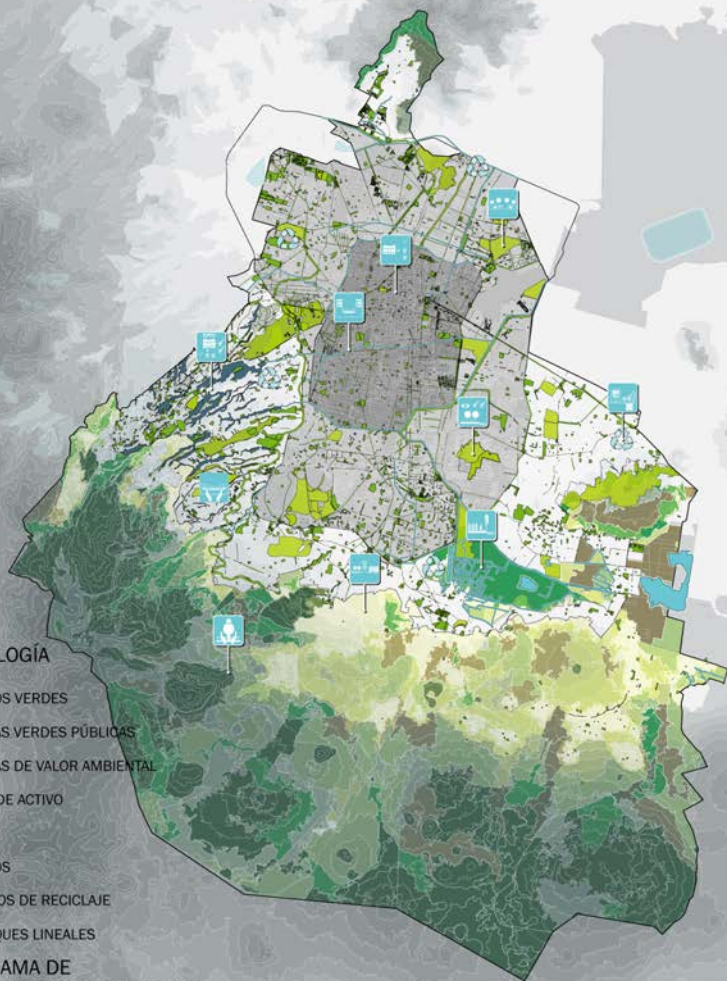 LOGÍA
OS VERDES
AS VERDES PÚBLICAS
AS DE VALOR AMBIENTAL
DE ACTIVO
OS
OS DE RECICLAJE
QUES LINEALES
AMA DE